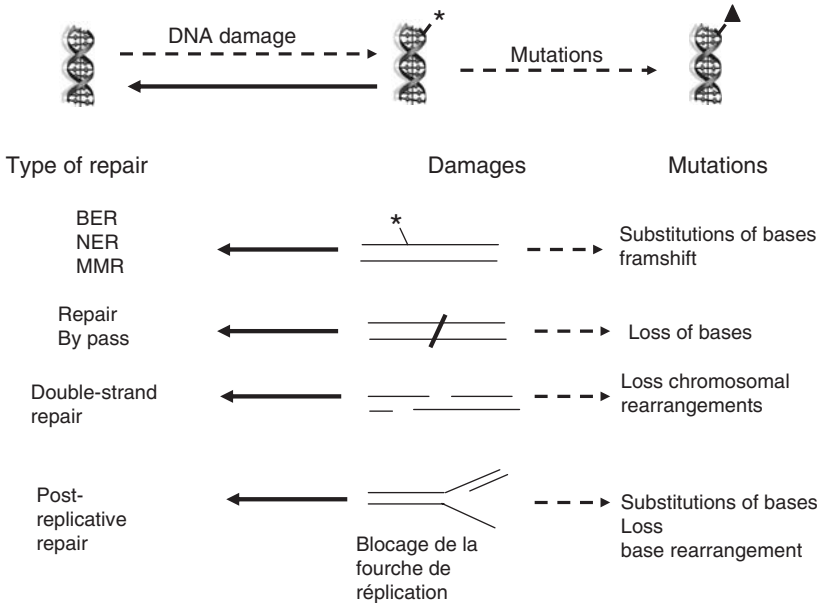 DNA damage
*
Mutations
Type of repair
Damages
Mutations
BER
NER
MMR
*
Substitutions of bases
framshift
Repair
By pass
Loss of bases
Double-strand
repair
Loss chromosomal
rearrangements
Post-
replicative
repair
Blocage de la
fourche de
réplication
Substitutions of bases
Loss
base rearrangement